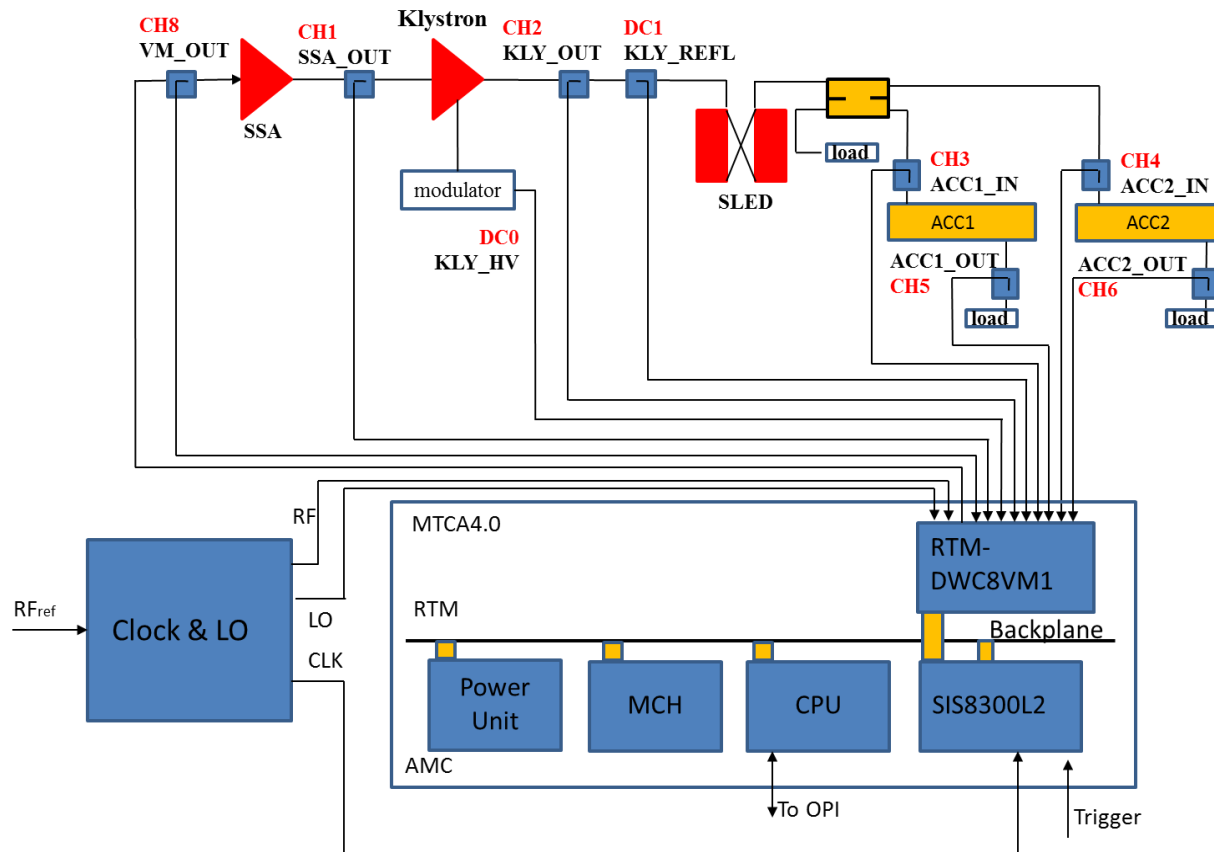 Klystron
CH8
VM_OUT
CH1
SSA_OUT
CH2
KLY_OUT
DC1
KLY_REFL
SSA
modulator
DC0
KLY_HV
SLED
load
CH3
ACC1_IN
CH4
ACC2_IN
ACC1
ACC2
ACC1_OUT
CH5
ACC2_OUT
CH6
load
load
RF
MTCA4.0
RTM-
DWC8VM1
RFref
Clock & LO
LO
CLK
RTM
Backplane
Power
Unit
MCH
CPU
SIS8300L2
AMC
To OPI
Trigger